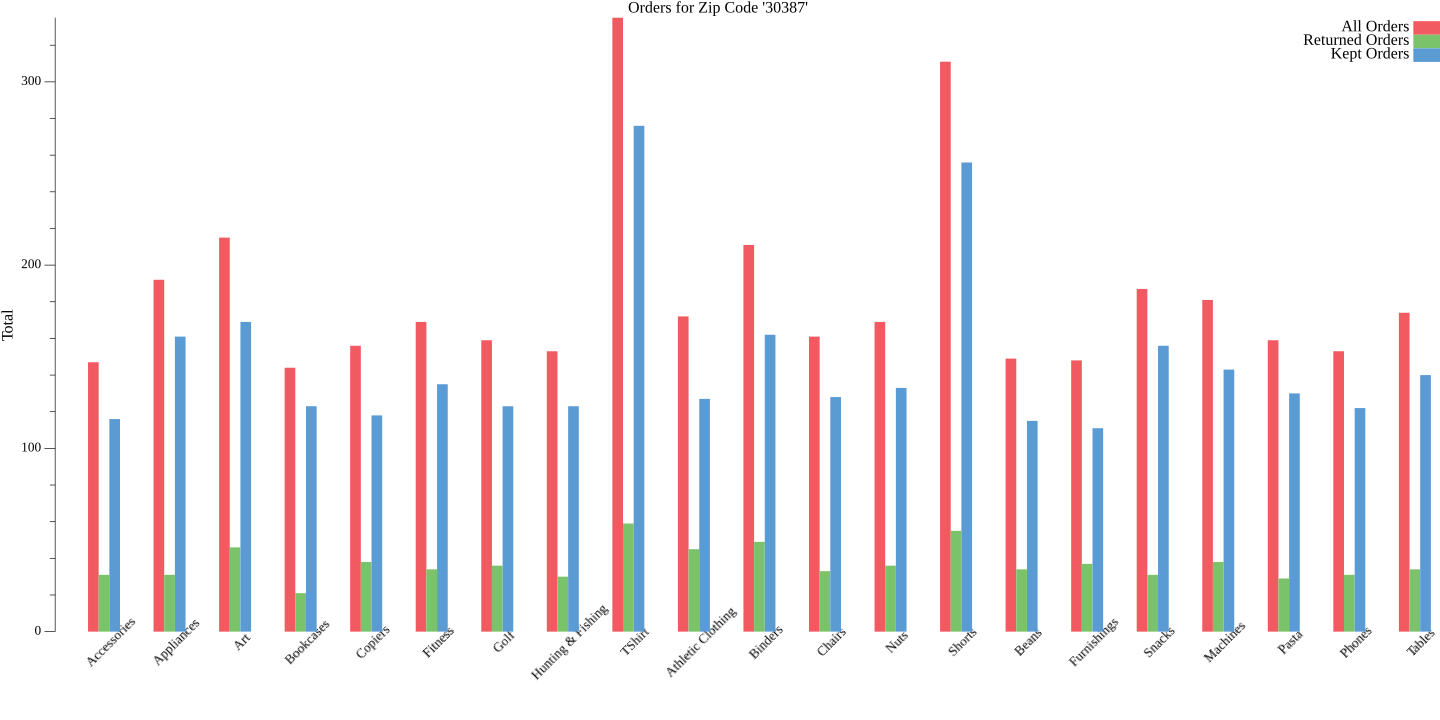 Orders for Zip Code '30387'
All Orders
Returned Orders
Kept Orders
Total
300
200
100
0
Accessories
Appliances
Art
Bookcases
Copiers
Fitness
Golf
Hunting & Fishing
TShirt
Athletic Clothing
Binders
Chairs
Nuts
Shorts
Beans
Furnishings
Snacks
Machines
Pasta
Phones
Tables